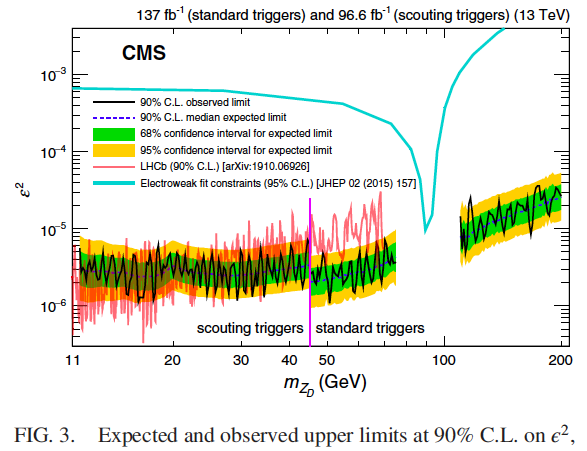 137 fb⁻¹ (standard triggers) and 96.6 fb⁻¹ (scouting triggers) (13 TeV)
CMS
10⁻³
90% C.L. observed limit
90% C.L. median expected limit
68% confidence interval for expected limit
95% confidence interval for expected limit
LHCb (90% C.L.) [arXiv:1910.06926]
Electroweak fit constraints (95% C.L.) [JHEP 02 (2015) 157]
10⁻⁴
ε²
10⁻⁵
10⁻⁶
scouting triggers standard triggers
11 20 30 40 50 100 200
m_{Z_D} (GeV)
FIG. 3. Expected and observed upper limits at 90% C.L. on ϵ²,